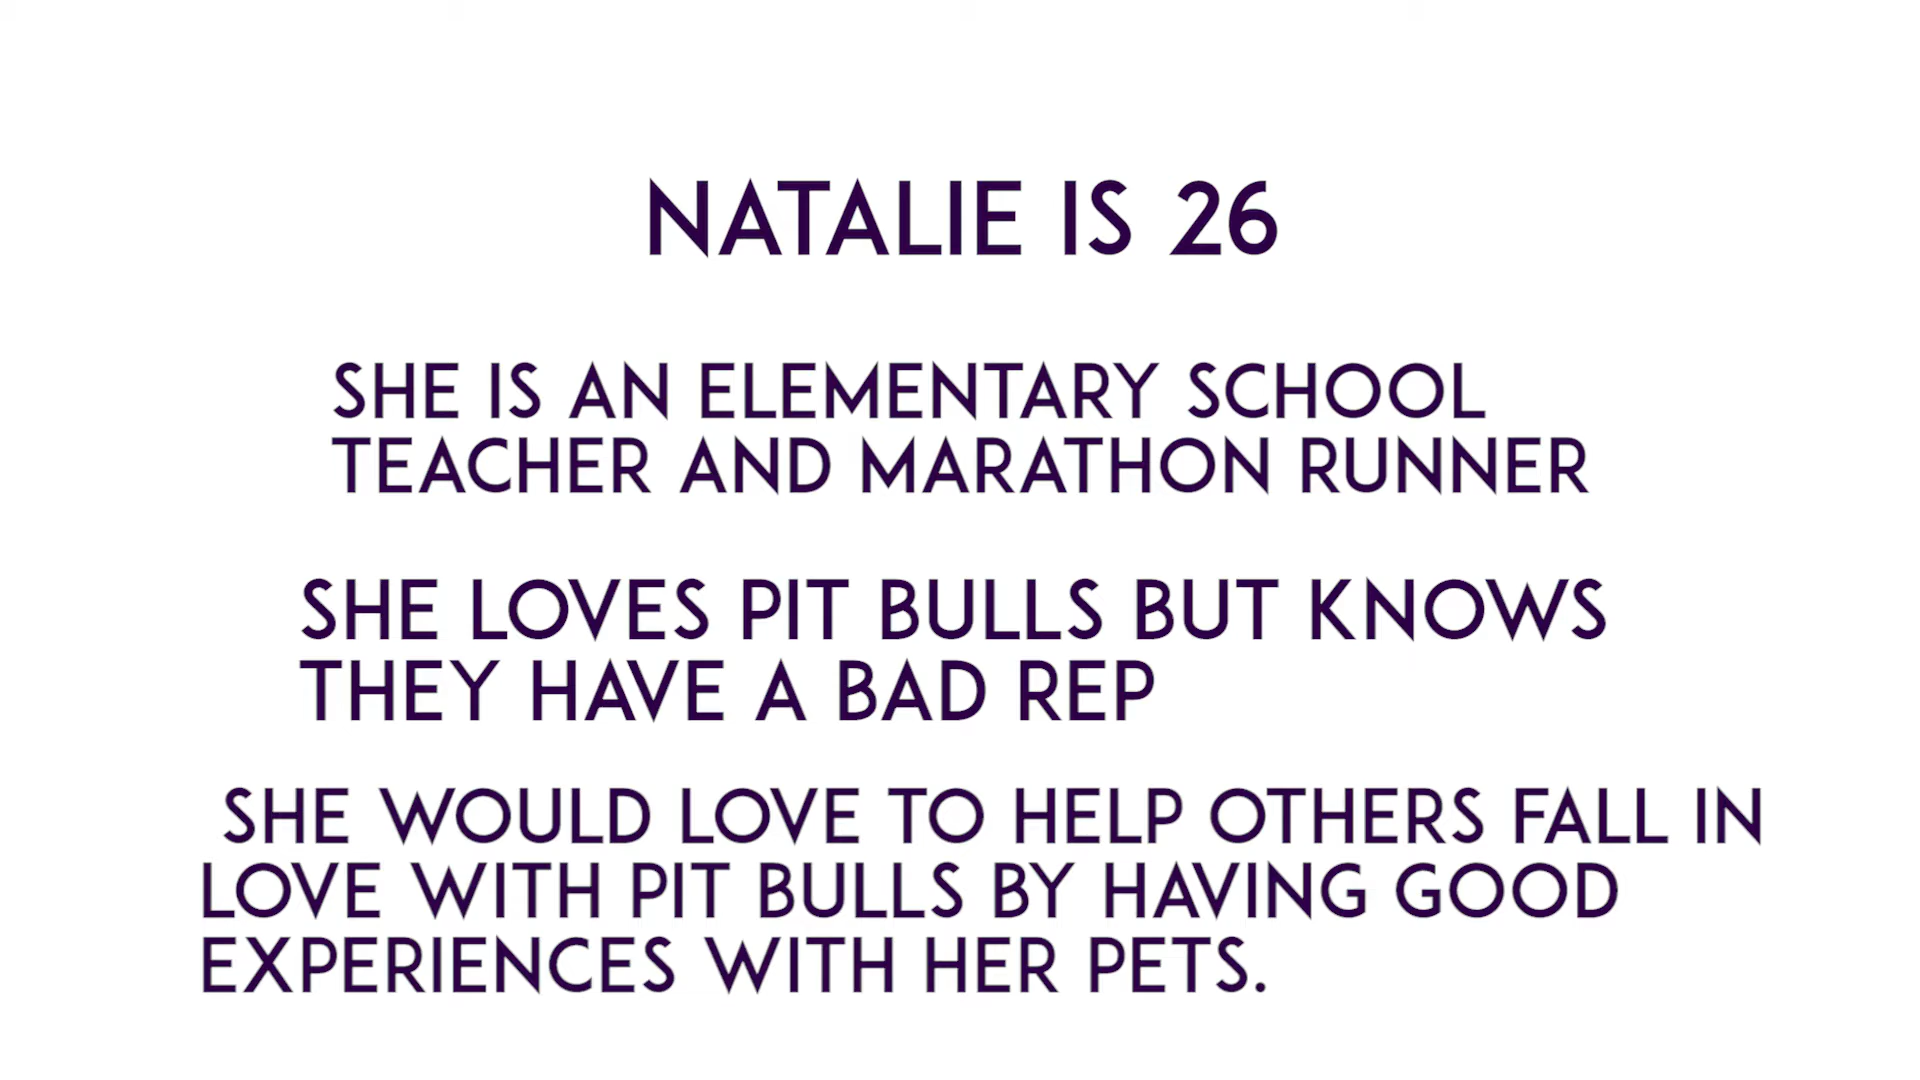 NATALIE IS 26
SHE IS AN ELEMENTARY SCHOOL
TEACHER AND MARATHON RUNNER
SHE LOVES PIT BULLS BUT KNOWS
THEY HAVE A BAD REP
SHE WOULD LOVE TO HELP OTHERS FALL IN
LOVE WITH PIT BULLS BY HAVING GOOD
EXPERIENCES WITH HER PETS.